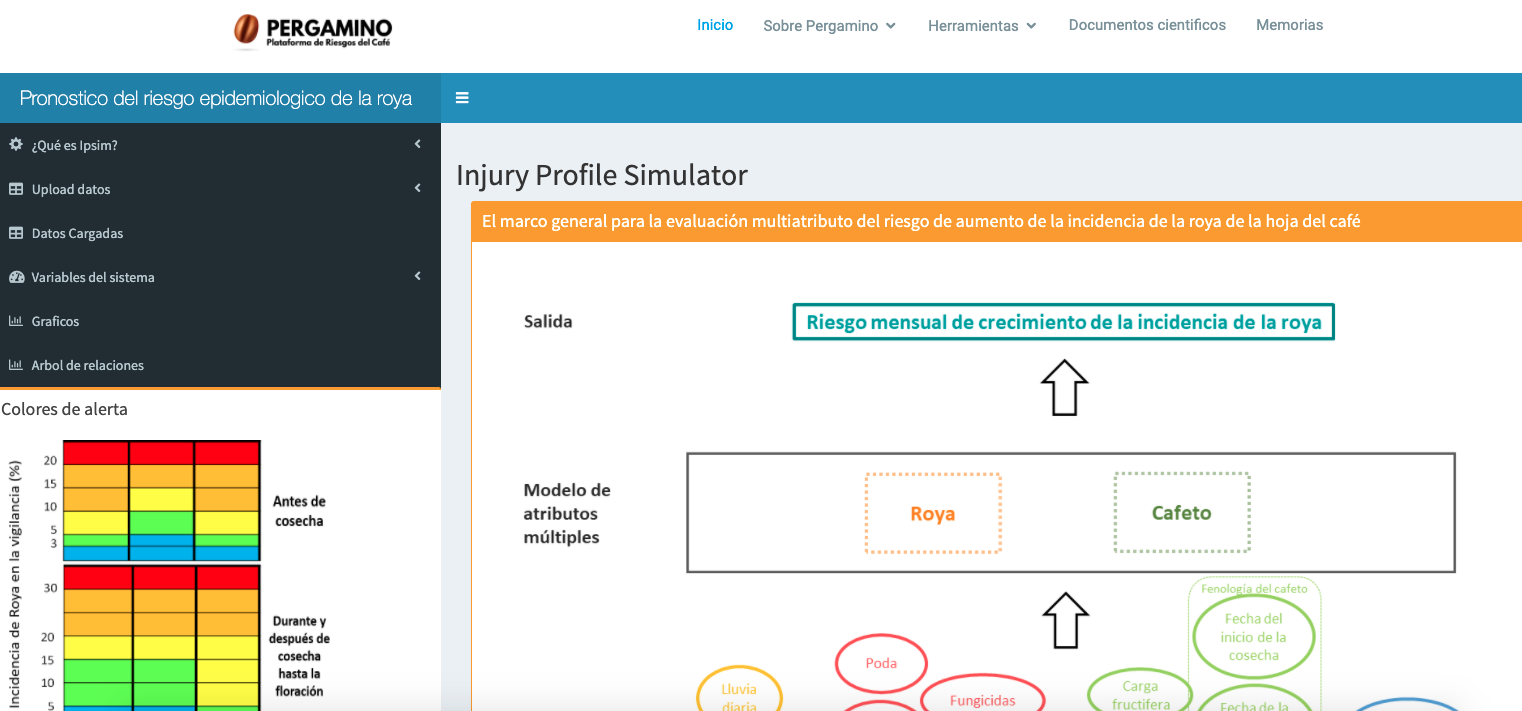 PERGAMINO
Plataforma de Riesgos del Café
Inicio
Sobre Pergamino
Herramientas
Documentos cientificos
Memorias
Pronostico del riesgo epidemiologico de la roya
¿Qué es Ipsim?
Upload datos
Datos Cargadas
Variables del sistema
Graficos
Arbol de relaciones
Colores de alerta
Incidencia de Roya en la vigilancia (%)
20
15
10
5
3
Antes de
cosecha
30
20
15
10
5
Durante y
después de
cosecha
hasta la
floración
Injury Profile Simulator
El marco general para la evaluación multiatributo del riesgo de aumento de la incidencia de la roya de la hoja del café
Salida
Riesgo mensual de crecimiento de la incidencia de la roya
Modelo de
atributos
múltiples
Roya
Cafeto
Fenología del cafeto
Fecha del
inicio de la
cosecha
Poda
Lluvia
diaria
Fungicidas
Carga
fructifera
Fecha de la